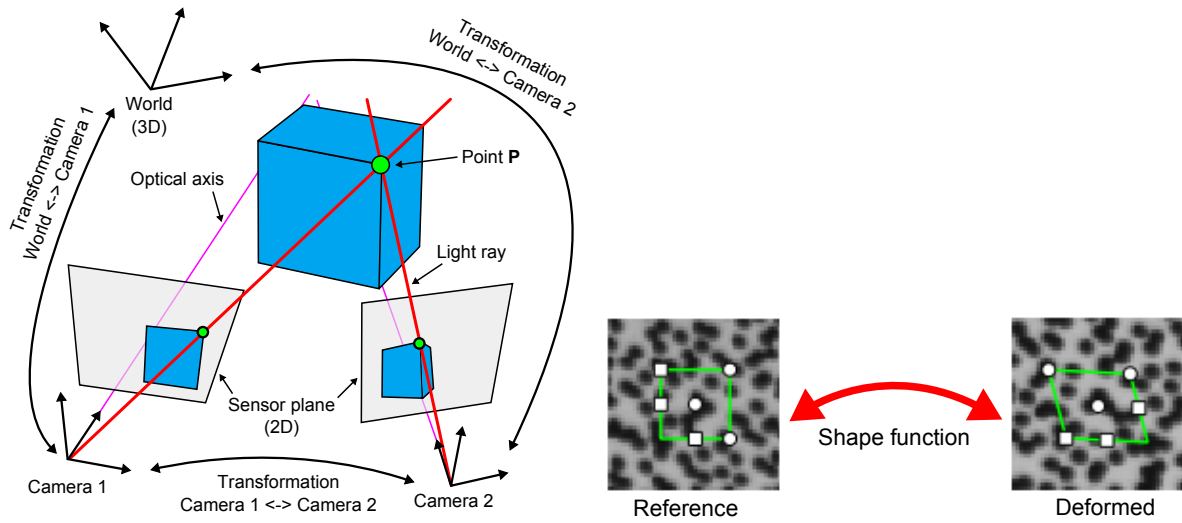 Transformation
World <-> Camera 2
World
(3D)
Transformation
World <-> Camera 1
Point P
Optical axis
Light ray
Sensor plane
(2D)
Camera 1
Transformation
Camera 1 <-> Camera 2
Camera 2
Shape function
Reference
Deformed